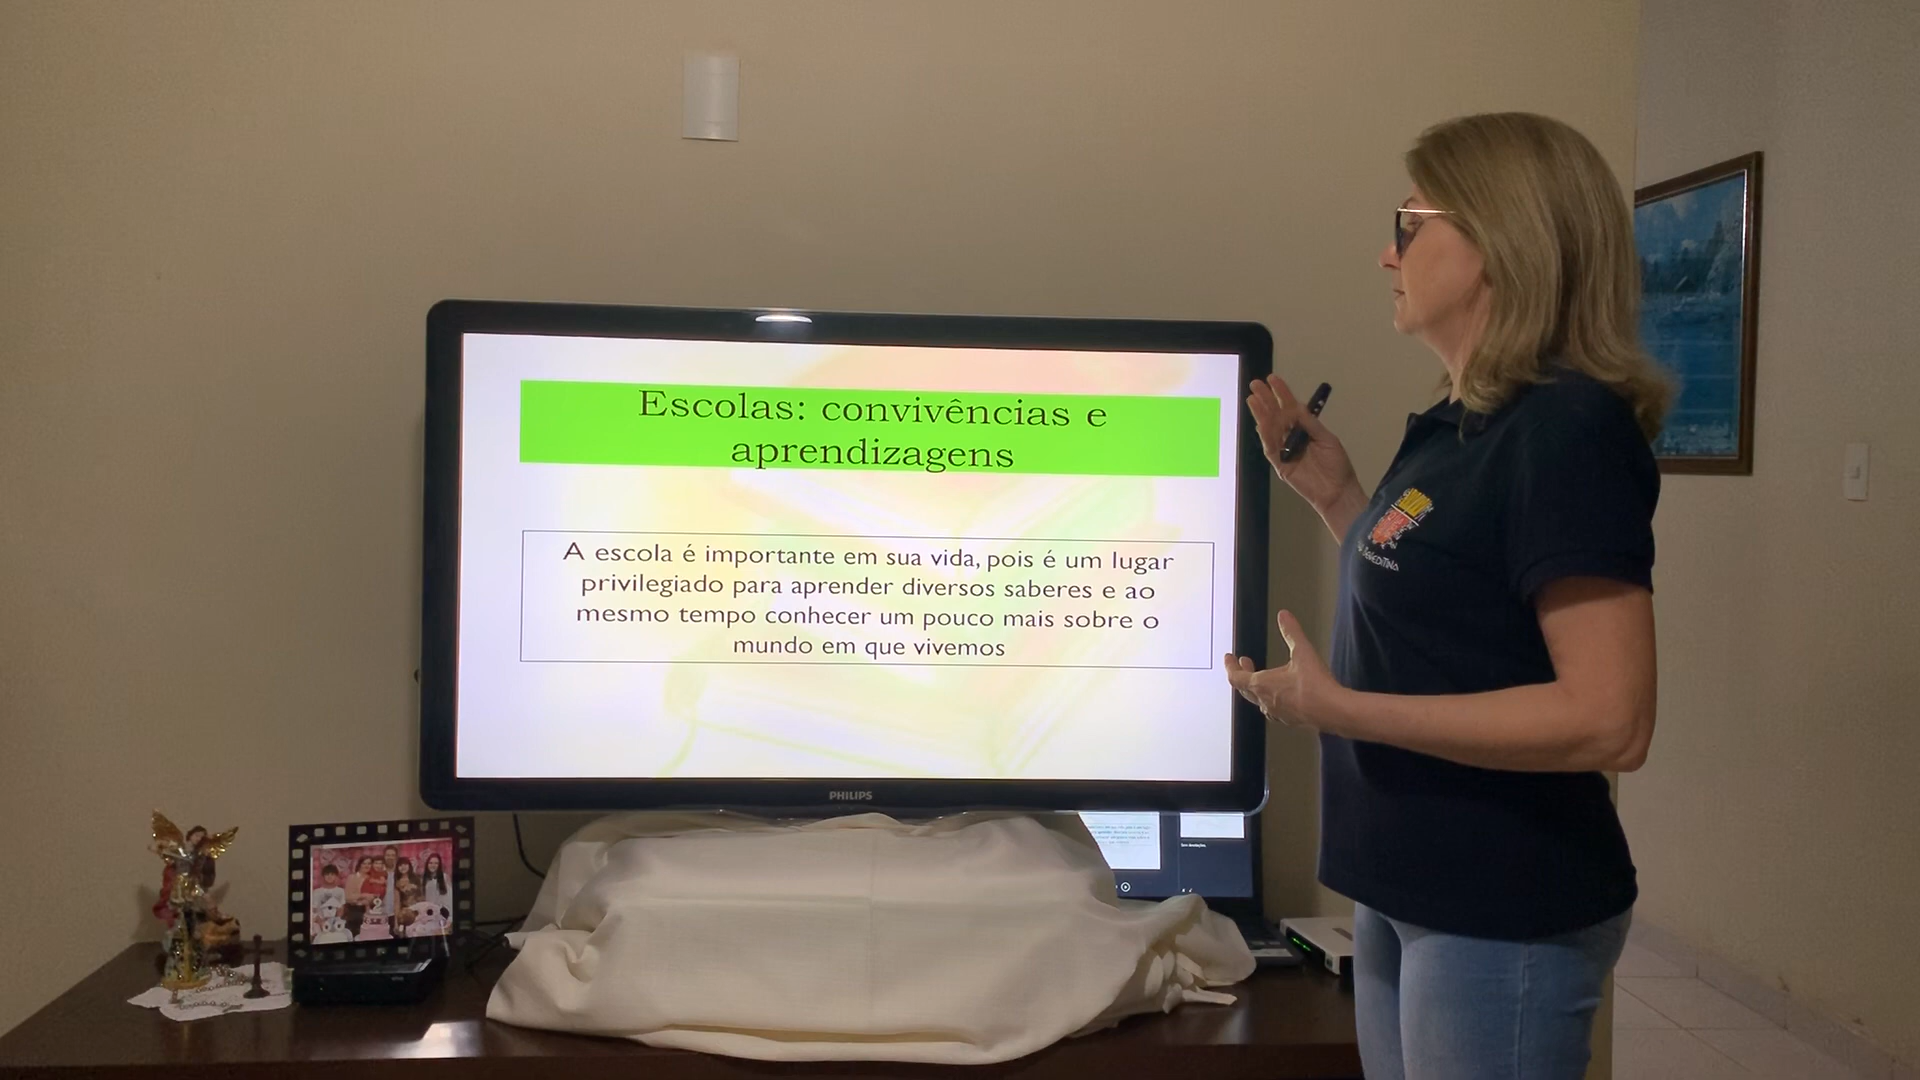 Escolas: convivências e
aprendizagens
A escola é importante em sua vida, pois é um lugar
privilegiado para aprender diversos saberes e ao
mesmo tempo conhecer um pouco mais sobre o
mundo em que vivemos
PHILIPS